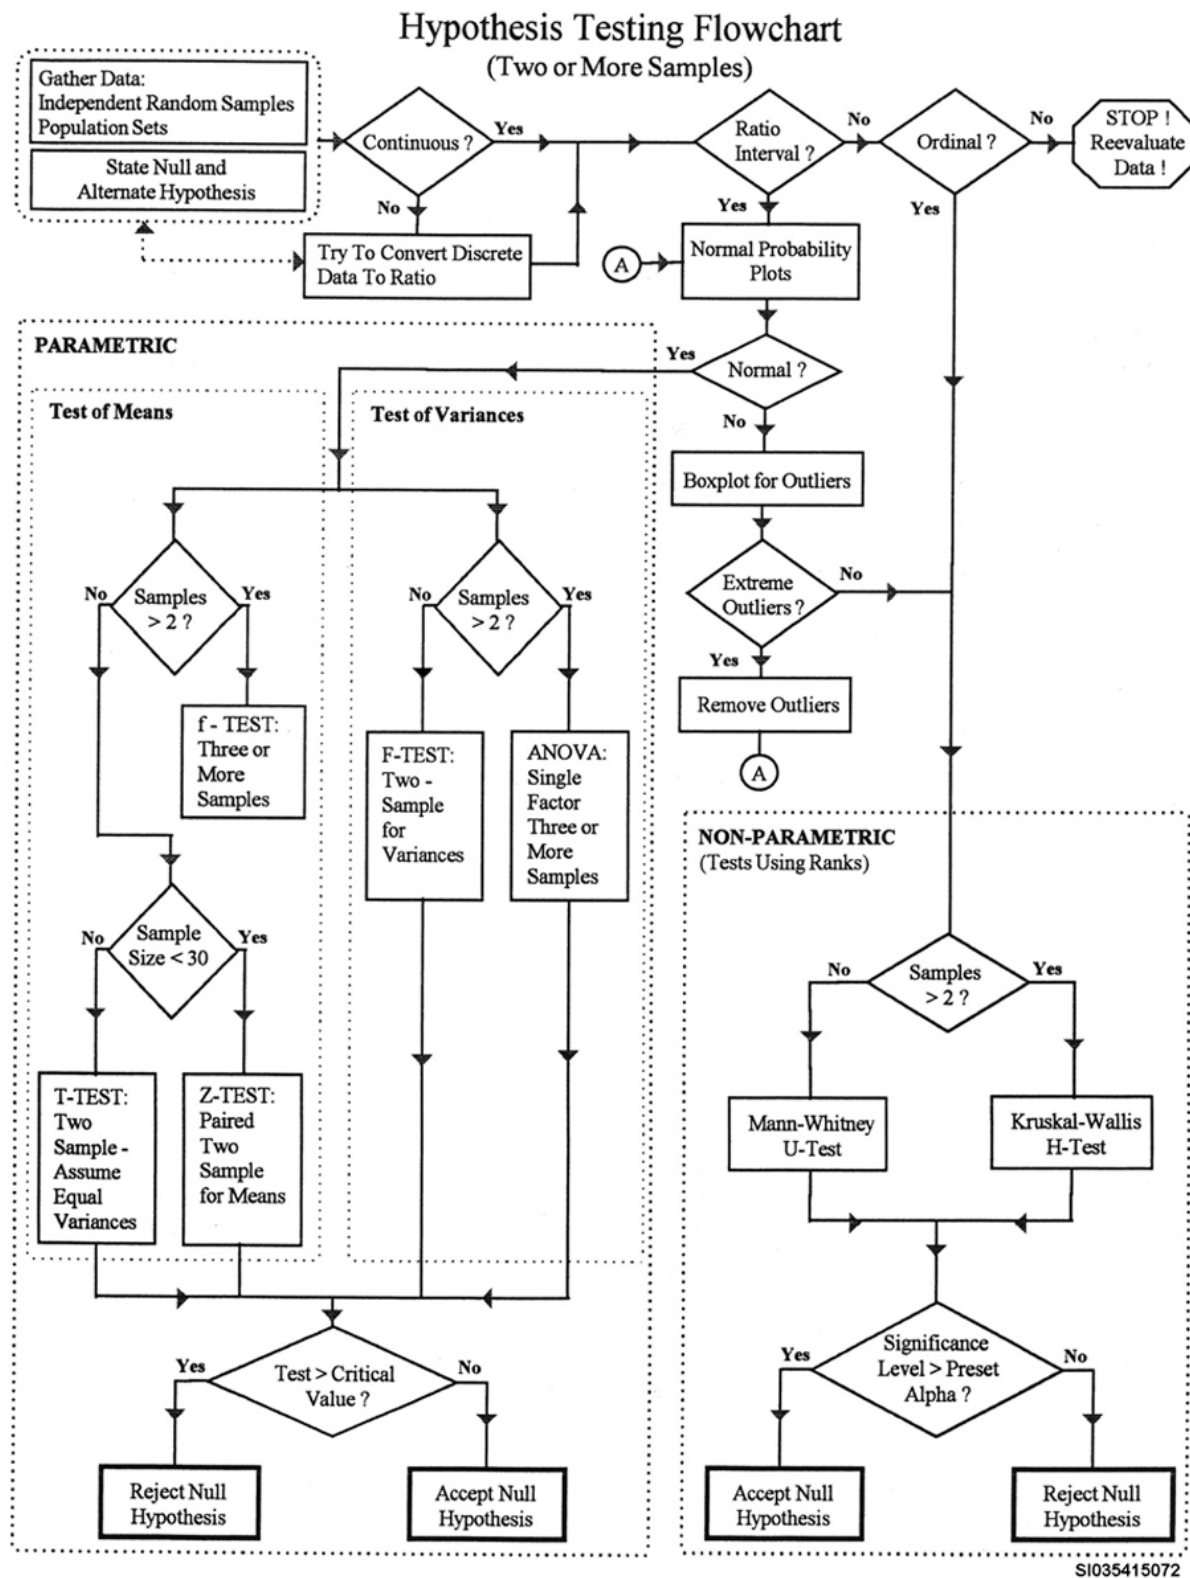 Hypothesis Testing Flowchart
(Two or More Samples)
Gather Data:
Independent Random Samples
Population Sets
State Null and
Alternate Hypothesis
Continuous ?
Yes
No
Try To Convert Discrete
Data To Ratio
Ratio
Interval ?
No
Yes
Ordinal ?
No
Yes
STOP !
Reevaluate
Data !
A
Normal Probability
Plots
Normal ?
Yes
No
Boxplot for Outliers
Extreme
Outliers ?
No
Yes
Remove Outliers
A
PARAMETRIC
Test of Means
Samples
> 2 ?
No
Yes
f - TEST:
Three or
More
Samples
Sample
Size < 30
No
Yes
T-TEST:
Two
Sample -
Assume
Equal
Variances
Z-TEST:
Paired
Two
Sample
for Means
Test of Variances
Samples
> 2 ?
No
Yes
F-TEST:
Two -
Sample
for
Variances
ANOVA:
Single
Factor
Three or
More
Samples
Test > Critical
Value ?
Yes
No
Reject Null
Hypothesis
Accept Null
Hypothesis
NON-PARAMETRIC
(Tests Using Ranks)
Samples
> 2 ?
No
Yes
Mann-Whitney
U-Test
Kruskal-Wallis
H-Test
Significance
Level > Preset
Alpha ?
Yes
No
Accept Null
Hypothesis
Reject Null
Hypothesis
SI035415072